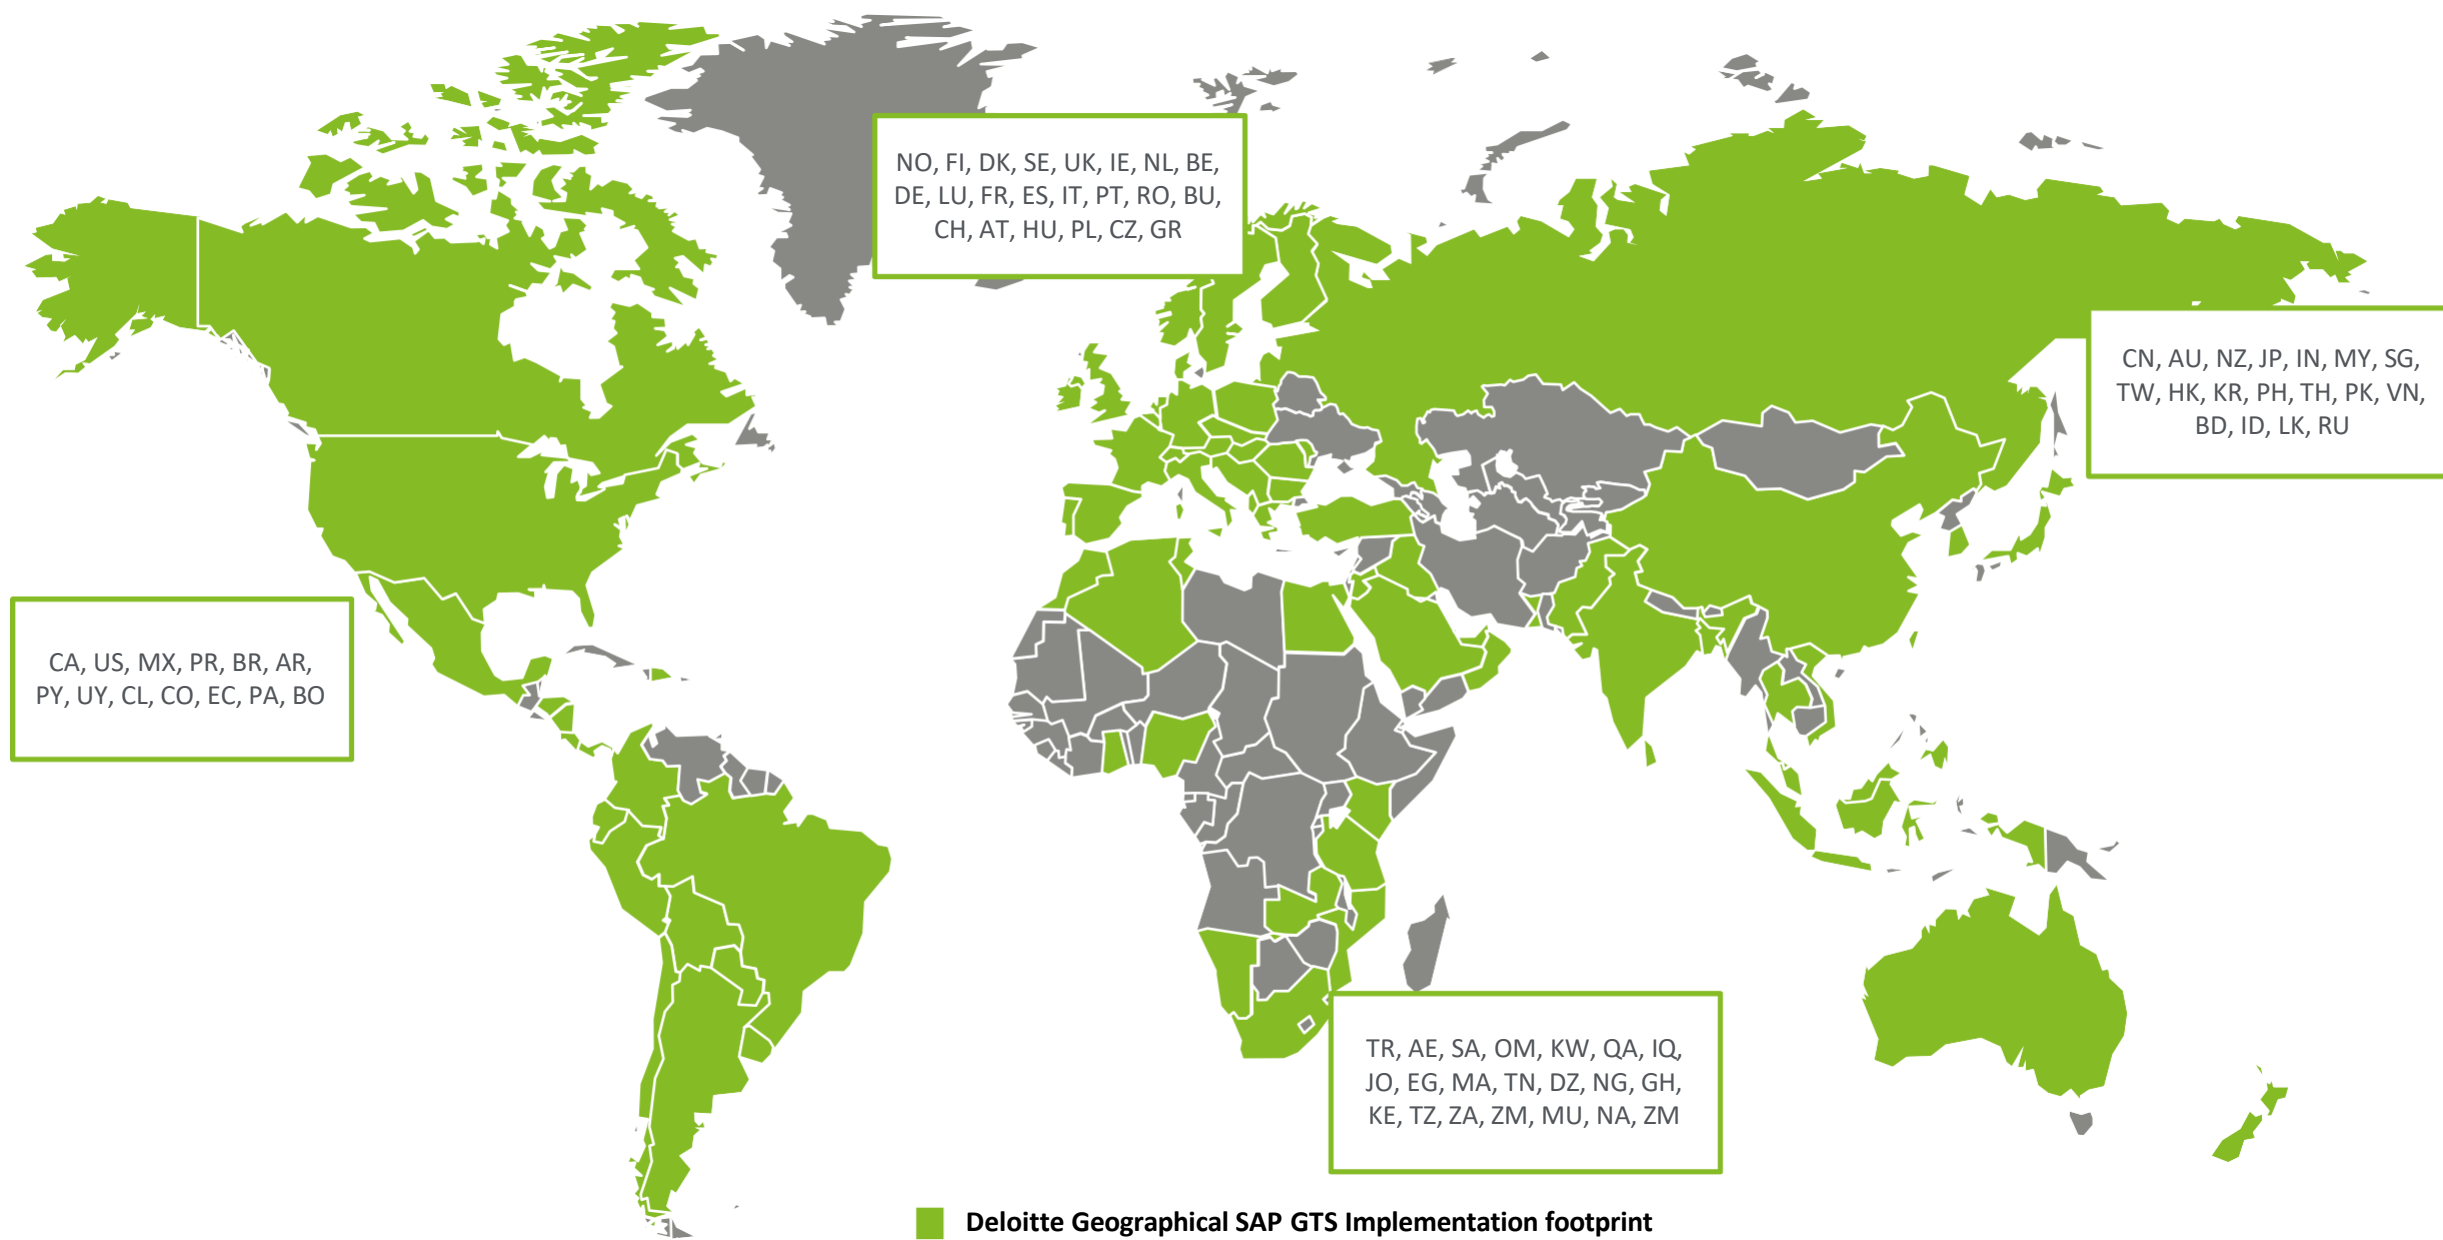 NO, FI, DK, SE, UK, IE, NL, BE,
DE, LU, FR, ES, IT, PT, RO, BU,
CH, AT, HU, PL, CZ, GR
CN, AU, NZ, JP, IN, MY, SG,
TW, HK, KR, PH, TH, PK, VN,
BD, ID, LK, RU
CA, US, MX, PR, BR, AR,
PY, UY, CL, CO, EC, PA, BO
TR, AE, SA, OM, KW, QA, IQ,
JO, EG, MA, TN, DZ, NG, GH,
KE, TZ, ZA, ZM, MU, NA, ZM
Deloitte Geographical SAP GTS Implementation footprint